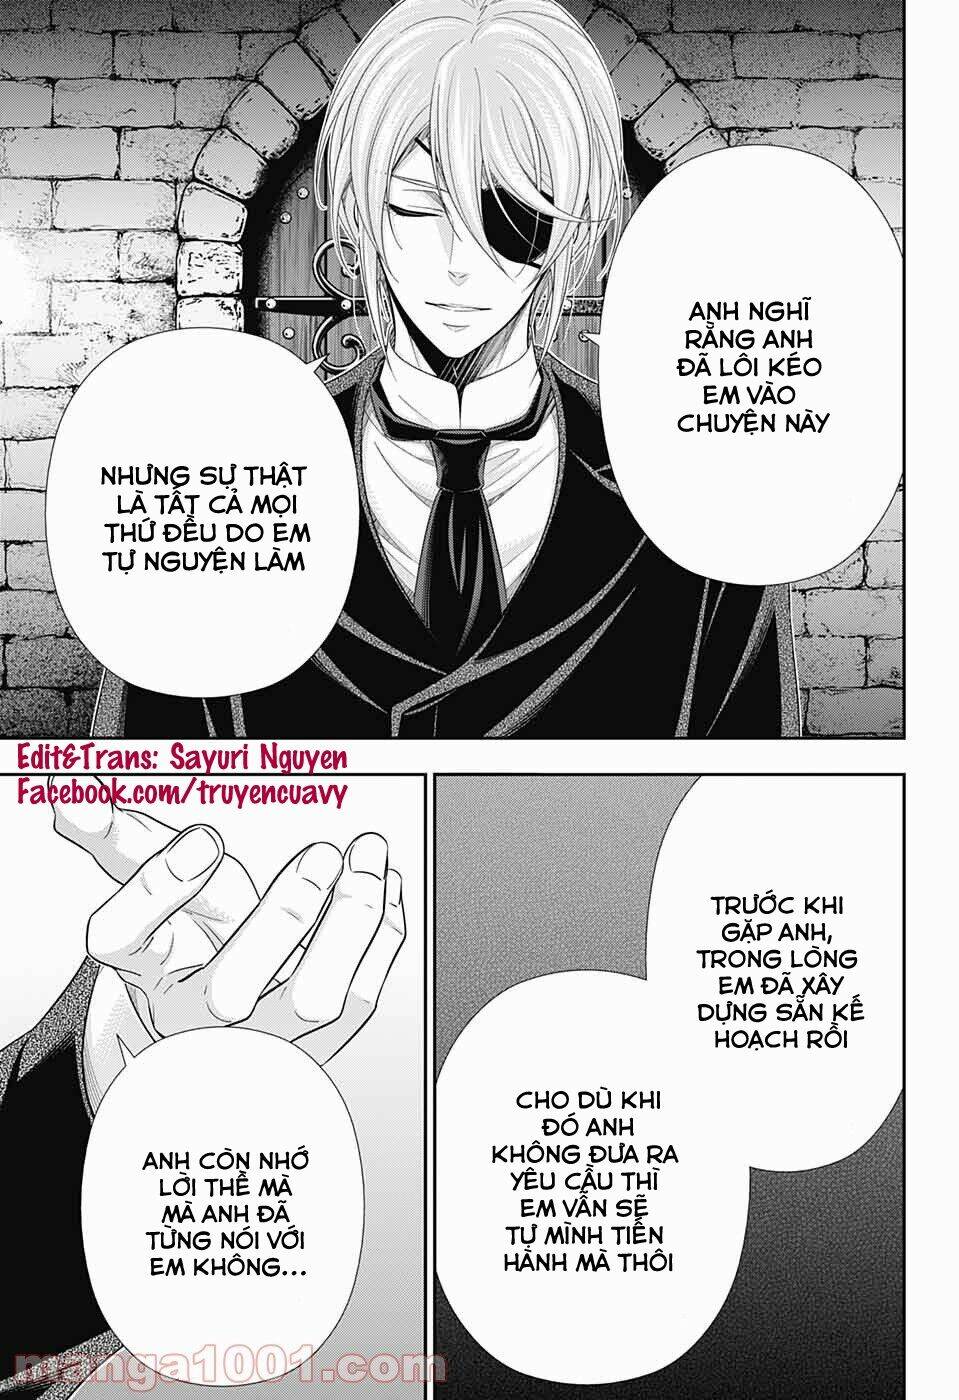 ANH NGHĨ
RẰNG ANH
ĐÃ LÔI KÉO
EM VÀO
CHUYỆN NÀY
NHƯNG SỰ THẬT
LÀ TẤT CẢ MỌI
THỨ ĐỀU DO EM
TỰ NGUYỆN LÀM
Edit&Trans: Sayuri Nguyen
Facebook.com/truyencuavy
TRƯỚC KHI
GẶP ANH,
TRONG LÒNG
EM ĐÃ XÂY
DỰNG SẴN KẾ
HOẠCH RỒI
CHO DÙ KHI
ĐÓ ANH
KHÔNG ĐƯA RA
YÊU CẦU THÌ
EM VẪN SẼ
TỰ MÌNH TIẾN
HÀNH MÀ THÔI
ANH CÒN NHỚ
LỜI THỀ MÀ
MÀ ANH ĐÃ
TỪNG NÓI VỚI
EM KHÔNG...
manga1001.com